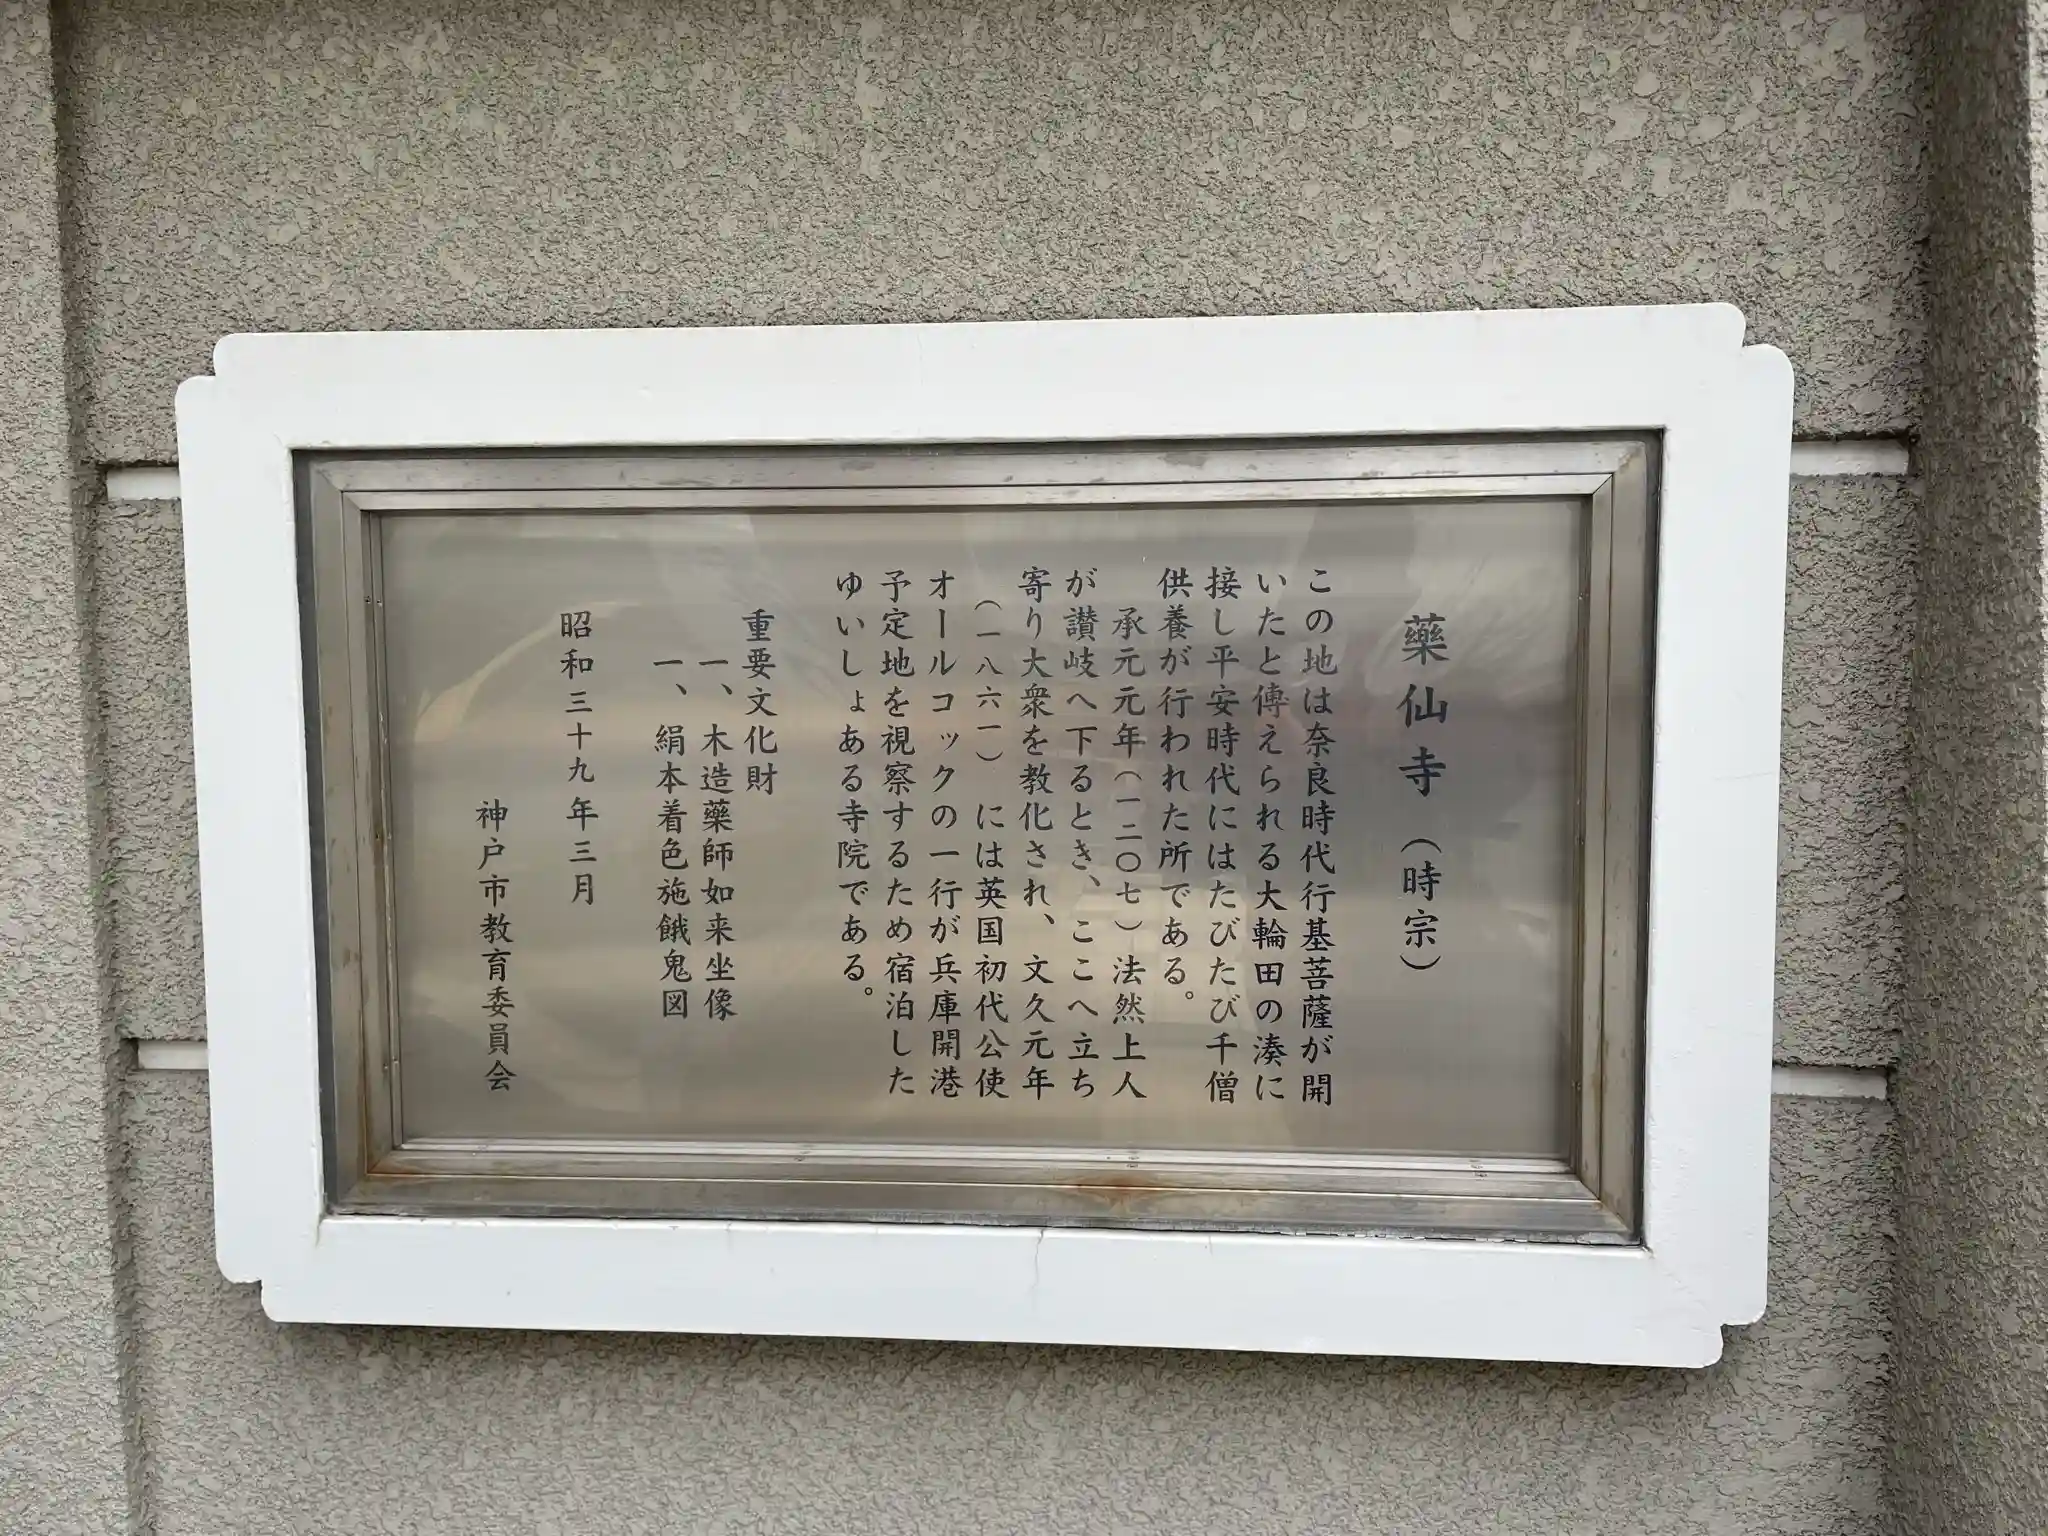 藥仙寺（時宗）
この地は奈良時代行基菩薩が開
いたと傳えられる大輪田の湊に
接し平安時代にはたびたび千僧
供養が行われた所である。
承元元年（一二〇七）法然上人
が讃岐へ下るとき、ここへ立ち
寄り大衆を教化され、文久元年
（一八六一）には英国初代公使
オールコックの一行が兵庫開港
予定地を視察するため宿泊した
ゆいしょある寺院である。
重要文化財
一、木造藥師如来坐像
一、絹本着色施餓鬼図
昭和三十九年三月
神戸市教育委員会